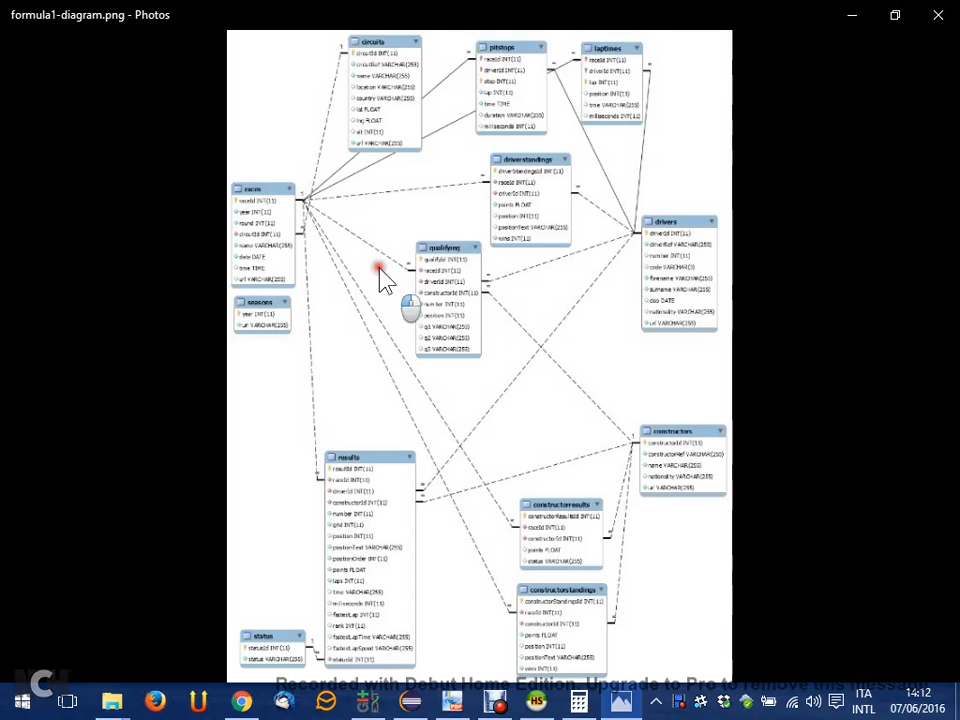 formula1-diagram.png - Photos
circuits
circuitId INT(11)
circuitRef VARCHAR(255)
name VARCHAR(255)
location VARCHAR(255)
country VARCHAR(255)
lat FLOAT
lng FLOAT
alt INT(11)
url VARCHAR(255)
pitstops
raceId INT(11)
driverId INT(11)
stop INT(11)
lap INT(11)
time TIME
duration VARCHAR(255)
milliseconds INT(11)
laptimes
raceId INT(11)
driverId INT(11)
lap INT(11)
position INT(11)
time VARCHAR(255)
milliseconds INT(11)
driverstandings
driverStandingsId INT(11)
raceId INT(11)
driverId INT(11)
points FLOAT
position INT(11)
positionText VARCHAR(255)
wins INT(11)
races
raceId INT(11)
year INT(11)
round INT(11)
circuitId INT(11)
name VARCHAR(255)
date DATE
time TIME
url VARCHAR(255)
drivers
driverId INT(11)
driverRef VARCHAR(255)
number INT(11)
code VARCHAR(3)
forename VARCHAR(255)
surname VARCHAR(255)
dob DATE
nationality VARCHAR(255)
url VARCHAR(255)
qualifying
qualifyId INT(11)
raceId INT(11)
driverId INT(11)
constructorId INT(11)
number INT(11)
position INT(11)
q1 VARCHAR(255)
q2 VARCHAR(255)
q3 VARCHAR(255)
seasons
year INT(11)
url VARCHAR(255)
constructors
constructorId INT(11)
constructorRef VARCHAR(255)
name VARCHAR(255)
nationality VARCHAR(255)
url VARCHAR(255)
results
resultId INT(11)
raceId INT(11)
driverId INT(11)
constructorId INT(11)
number INT(11)
grid INT(11)
position INT(11)
positionText VARCHAR(255)
positionOrder INT(11)
points FLOAT
laps INT(11)
time VARCHAR(255)
milliseconds INT(11)
fastestLap INT(11)
rank INT(11)
fastestLapTime VARCHAR(255)
fastestLapSpeed VARCHAR(255)
statusId INT(11)
constructorresults
constructorResultsId INT(11)
raceId INT(11)
constructorId INT(11)
points FLOAT
status VARCHAR(255)
constructorstandings
constructorStandingsId INT(11)
raceId INT(11)
constructorId INT(11)
points FLOAT
position INT(11)
positionText VARCHAR(255)
wins INT(11)
status
statusId INT(11)
status VARCHAR(255)
Recorded with Debut Home Edition. Upgrade to Pro to remove this message
ITA
INTL
14:12
07/06/2016